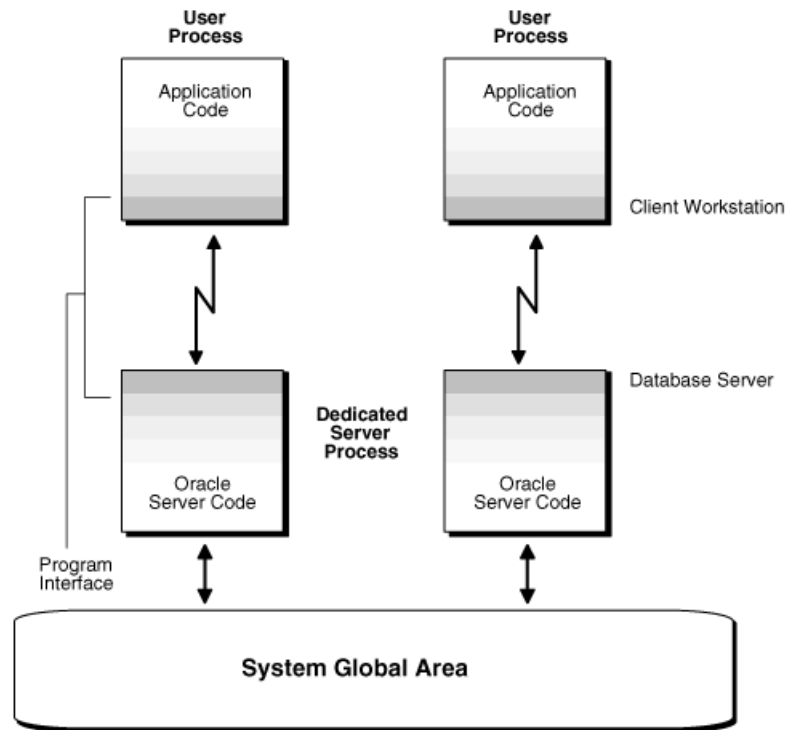 User
Process
User
Process
Application
Code
Application
Code
Client Workstation
Database Server
Dedicated
Server
Process
Oracle
Server Code
Oracle
Server Code
Program
Interface
System Global Area